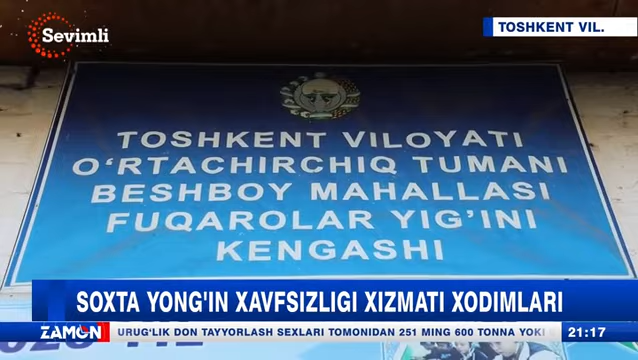 Sevimli
TOSHKENT VIL.
TOSHKENT VILOYATI
O‘RTACHIRCHIQ TUMANI
BESHBOY MAHALLASI
FUQAROLAR YIG’INI
KENGASHI
SOXTA YONG'IN XAVFSIZLIGI XIZMATI XODIMLARI
ZAMON
URUG‘LIK DON TAYYORLASH SEXLARI TOMONIDAN 251 MING 600 TONNA YOKI
21:17